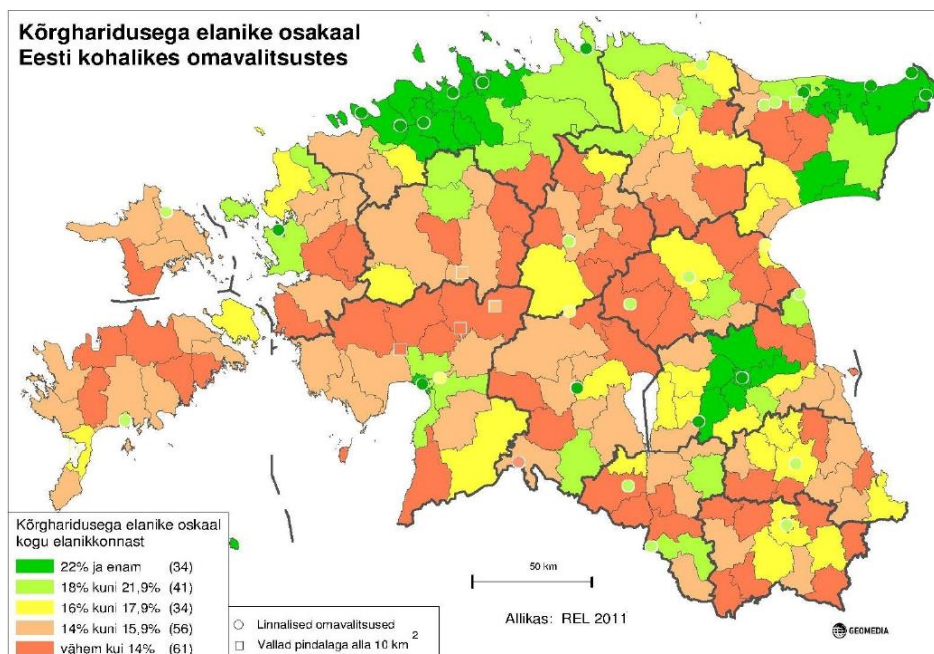 Kõrgharidusega elanike osakaal
Eesti kohalikes omavalitsustes
Kõrgharidusega elanike oskaal
kogu elanikkonnast
22% ja enam (34)
18% kuni 21,9% (41)
16% kuni 17,9% (34)
14% kuni 15,9% (56)
vähem kui 14% (61)
Linnalised omavalitsused
Vallad pindalaga alla 10 km 2
50 km
Allikas: REL 2011
GEOMEDIA